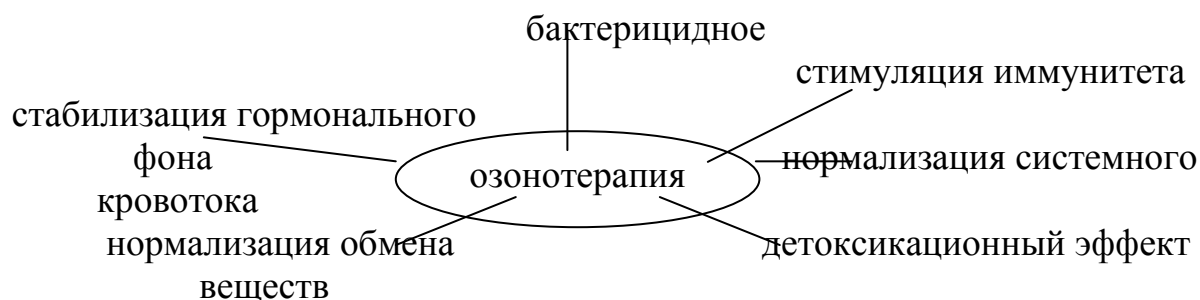 бактерицидное
стимуляция иммунитета
стабилизация гормонального
фона
нормализация системного
озонотерапия
кровотока
нормализация обмена
детоксикационный эффект
веществ